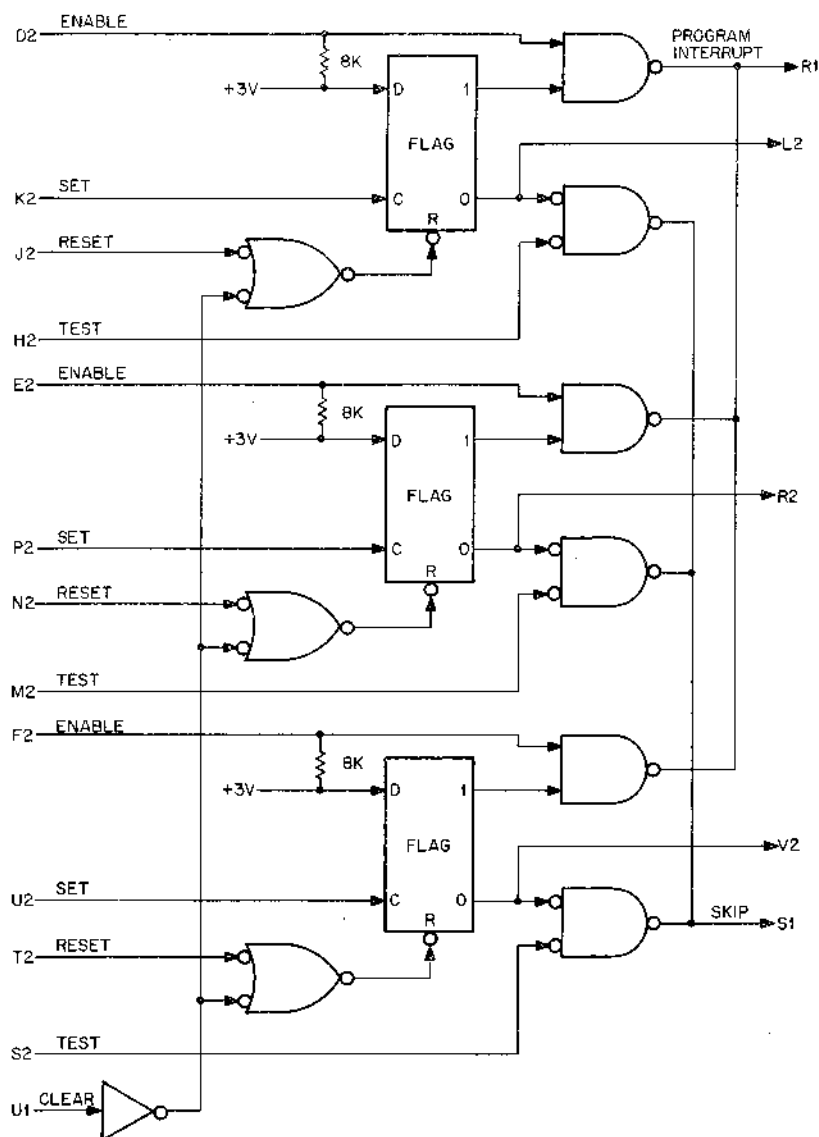 D2 ENABLE
8K
PROGRAM
INTERRUPT
R1
+3V
D
1
FLAG
L2
K2 SET
C
0
R
J2 RESET
H2 TEST
E2 ENABLE
8K
+3V
D
1
FLAG
R2
P2 SET
C
0
R
N2 RESET
M2 TEST
F2 ENABLE
8K
+3V
D
1
FLAG
V2
U2 SET
C
0
SKIP
S1
R
T2 RESET
S2 TEST
U1 CLEAR